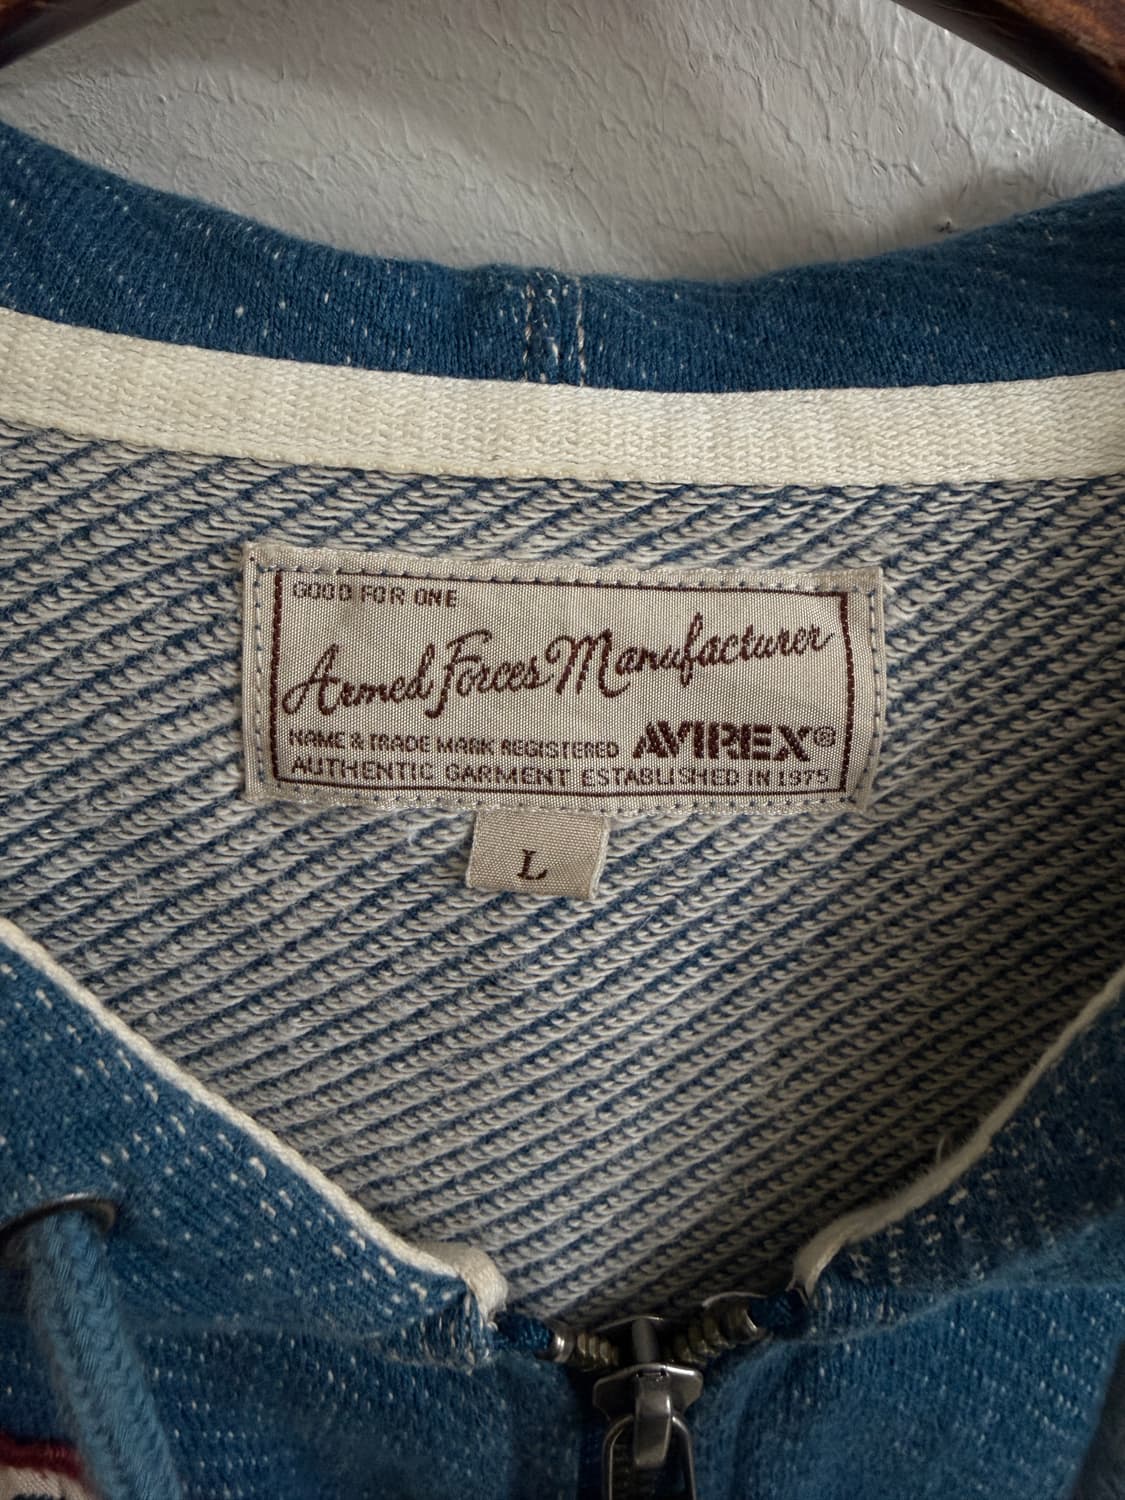 GOOD FOR ONE
Armed Forces Manufacturer
NAME & TRADE MARK REGISTERED AVIREX®
AUTHENTIC GARMENT ESTABLISHED IN 1975
L